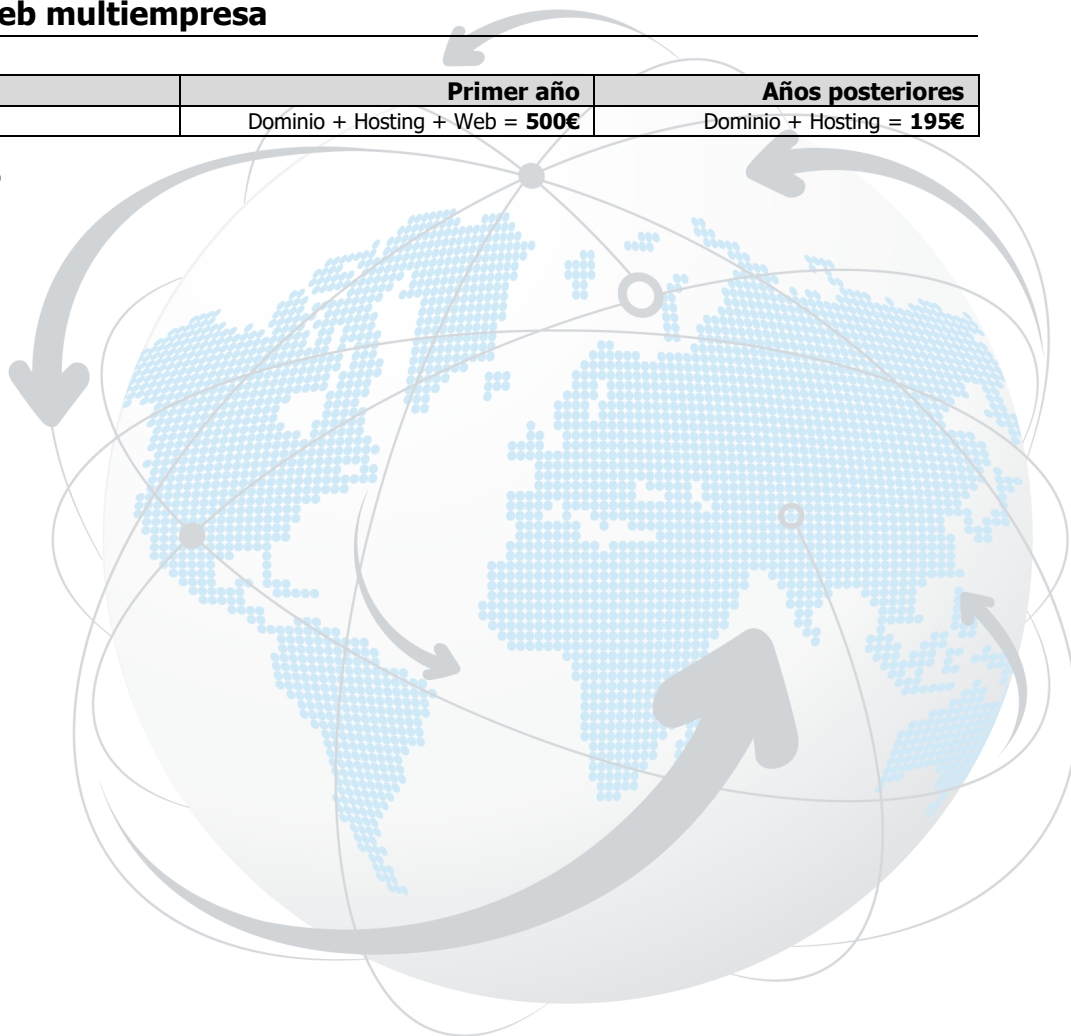 eb multiempresa
Primer año Años posteriores
Dominio + Hosting + Web = 500€ Dominio + Hosting = 195€